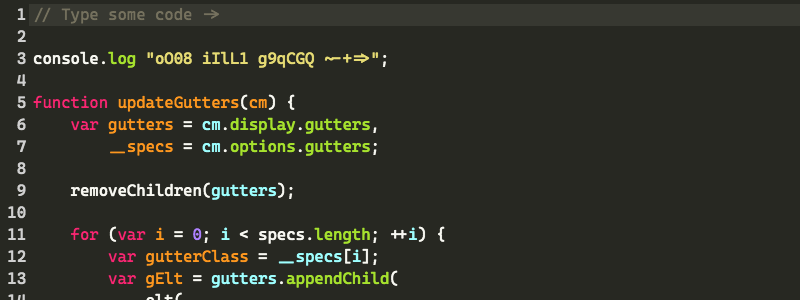 1 // Type some code ->
2
3 console.log "oO08 iIlL1 g9qCGQ ~-+=>";
4
5 function updateGutters(cm) {
6 var gutters = cm.display.gutters,
7 __specs = cm.options.gutters;
8
9 removeChildren(gutters);
10
11 for (var i = 0; i < specs.length; ++i) {
12 var gutterClass = __specs[i];
13 var gElt = gutters.appendChild(
14 elt(